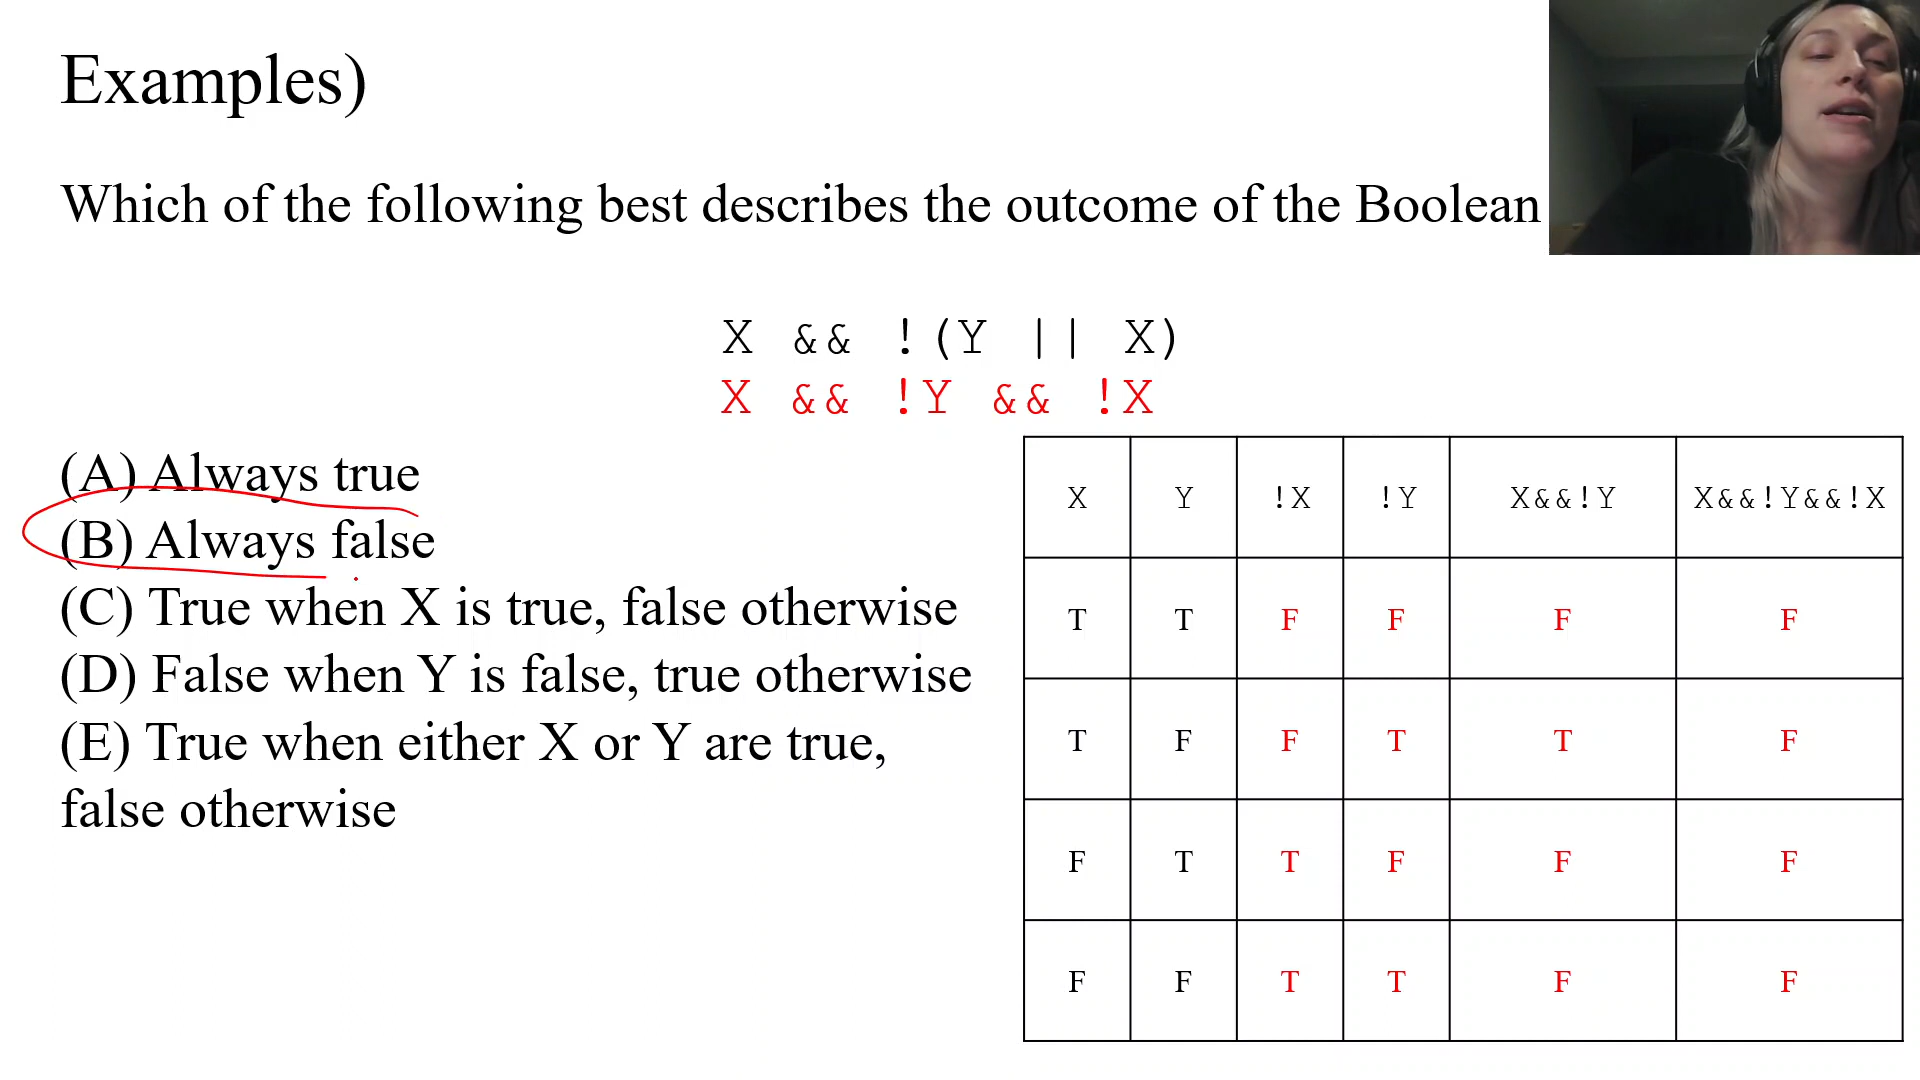 Examples)
Which of the following best describes the outcome of the Boolean
X && !(Y || X)
X && !Y && !X
(A) Always true
(B) Always false
(C) True when X is true, false otherwise
(D) False when Y is false, true otherwise
(E) True when either X or Y are true,
false otherwise
X Y !X !Y X&&!Y X&&!Y&&!X
T T F F F F
T F F T T F
F T T F F F
F F T T F F